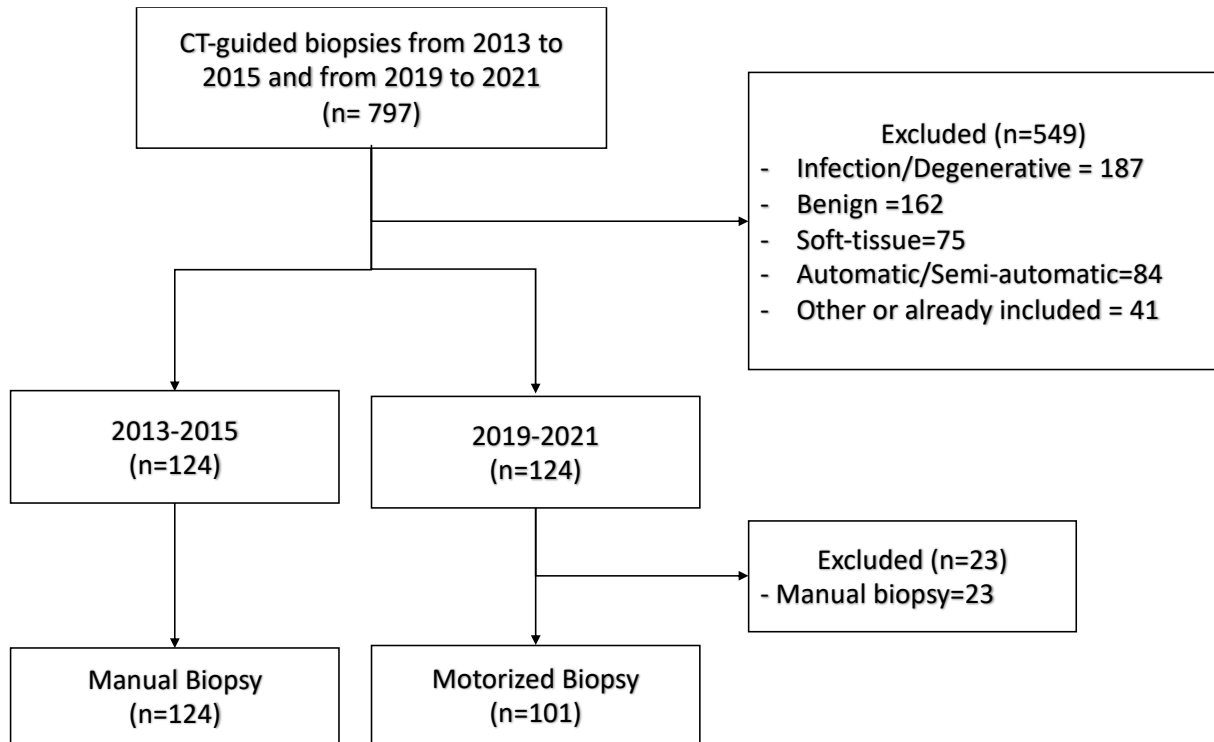 CT-guided biopsies from 2013 to
2015 and from 2019 to 2021
(n= 797)
Excluded (n=549)
- Infection/Degenerative = 187
- Benign =162
- Soft-tissue=75
- Automatic/Semi-automatic=84
- Other or already included = 41
2013-2015
(n=124)
2019-2021
(n=124)
Excluded (n=23)
- Manual biopsy=23
Manual Biopsy
(n=124)
Motorized Biopsy
(n=101)